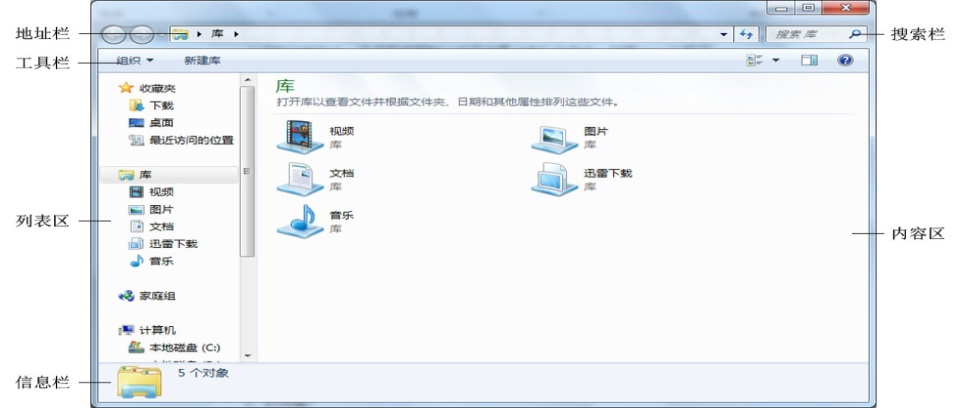 地址栏
库
搜索 库
搜索栏
工具栏
组织
新建库
收藏夹
下载
桌面
最近访问的位置
库
视频
图片
文档
迅雷下载
音乐
家庭组
计算机
本地磁盘 (C:)
列表区
库
打开库以查看文件并根据文件夹、日期和其他属性排列这些文件。
视频
库
图片
库
文档
库
迅雷下载
库
音乐
库
内容区
信息栏
5 个对象